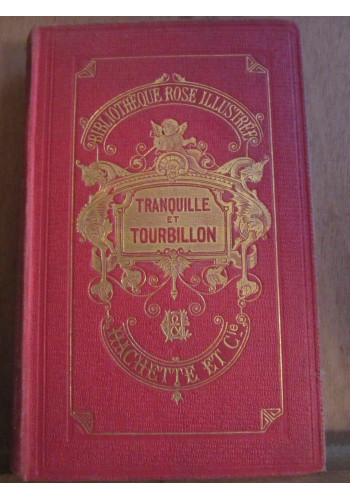 BIBLIOTHÈQUE ROSE ILLUSTRÉE
TRANQUILLE
ET
TOURBILLON
HACHETTE ET Cie